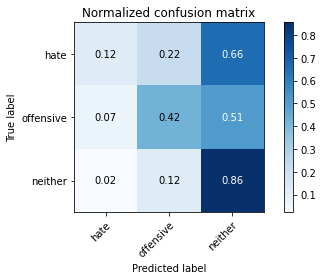 Normalized confusion matrix
True label
hate
0.12 0.22 0.66
offensive
0.07 0.42 0.51
neither
0.02 0.12 0.86
hate
offensive
neither
Predicted label
0.8
0.7
0.6
0.5
0.4
0.3
0.2
0.1